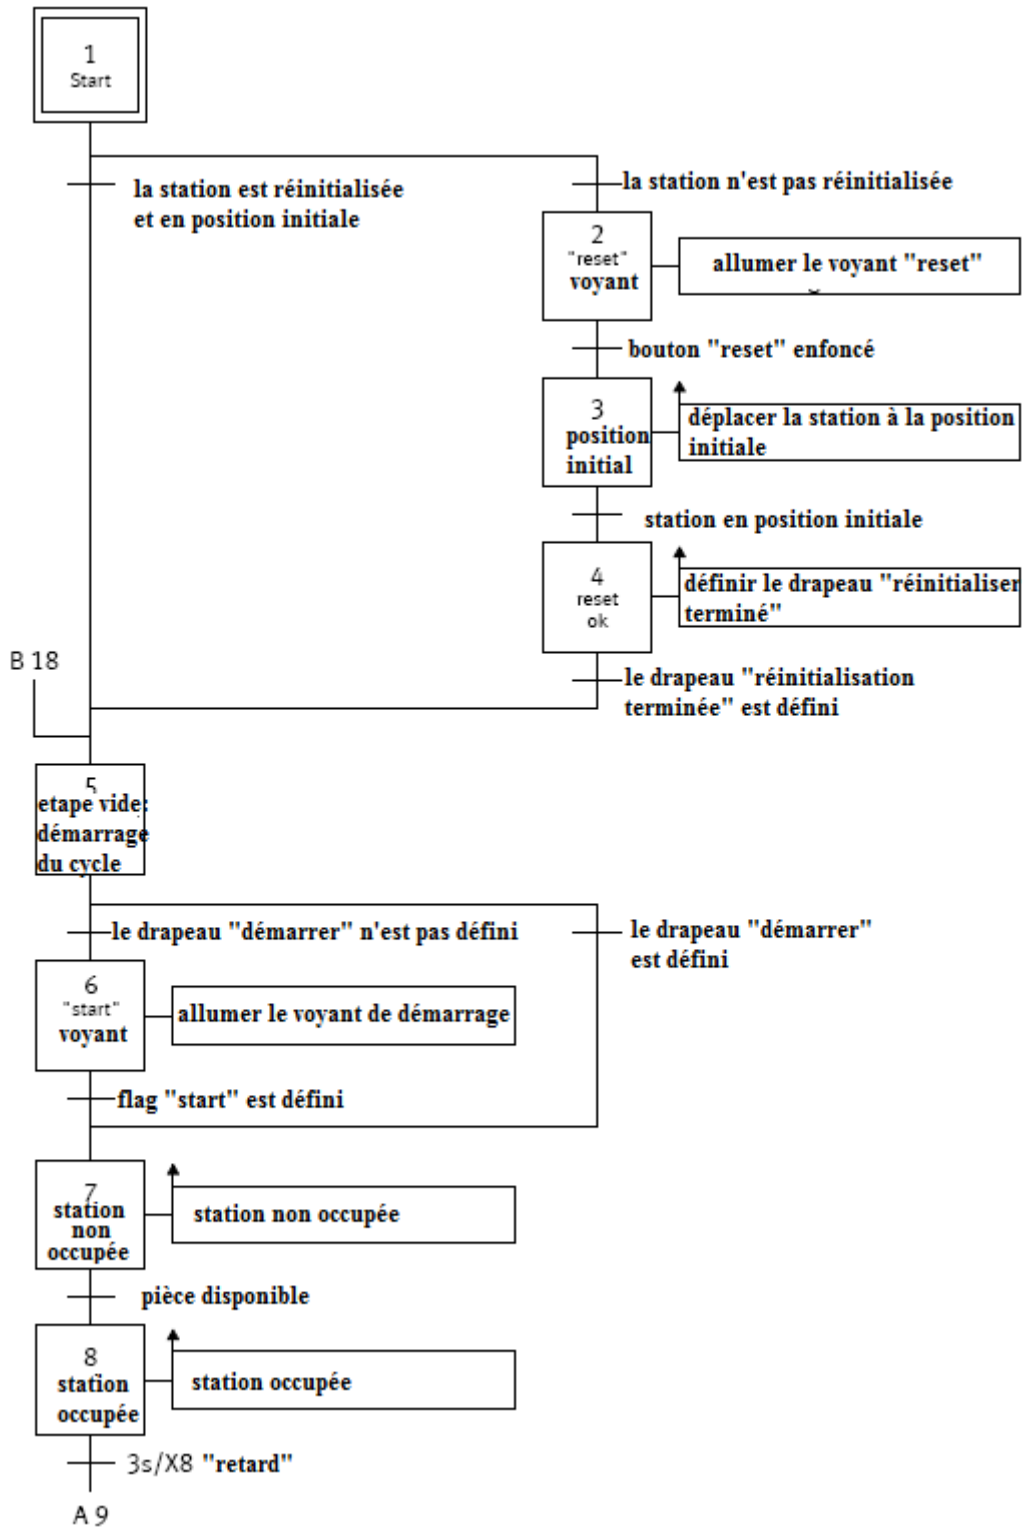 1
Start
la station est réinitialisée
et en position initiale
la station n'est pas réinitialisée
2
"reset"
voyant
allumer le voyant "reset"
bouton "reset" enfoncé
3
position
initial
déplacer la station à la position
initiale
station en position initiale
4
reset
ok
définir le drapeau "réinitialiser
terminé"
B 18
le drapeau "réinitialisation
terminée" est défini
5
etape vide:
démarrage
du cycle
le drapeau "démarrer" n'est pas défini
le drapeau "démarrer"
est défini
6
"start"
voyant
allumer le voyant de démarrage
flag "start" est défini
7
station
non
occupée
station non occupée
pièce disponible
8
station
occupée
station occupée
3s/X8 "retard"
A 9